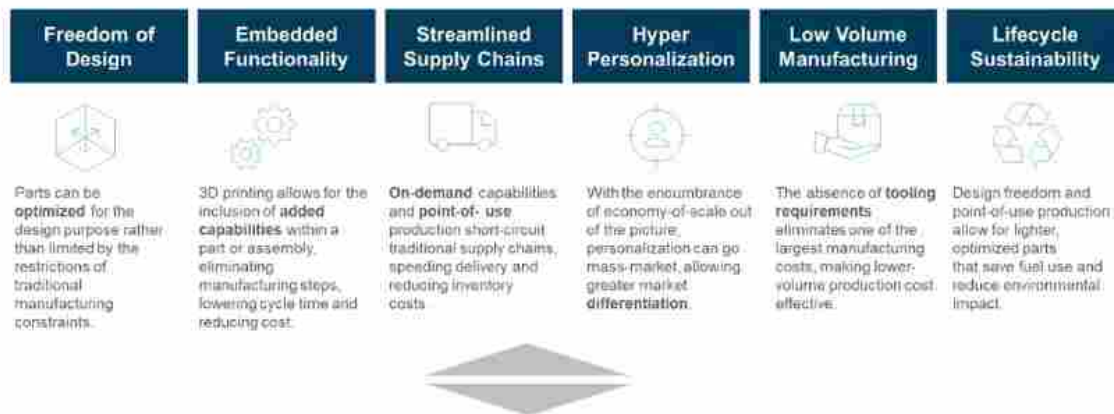 Freedom of
Design
Parts can be
optimized for the
design purpose rather
than limited by the
restrictions of
traditional
manufacturing
constraints.
Embedded
Functionality
3D printing allows for the
inclusion of added
capabilities within a
part or assembly,
eliminating
manufacturing steps,
lowering cycle time and
reducing cost.
Streamlined
Supply Chains
On-demand capabilities
and point-of- use
production short-circuit
traditional supply chains,
speeding delivery and
reducing inventory
costs
Hyper
Personalization
With the encumbrance
of economy-of-scale out
of the picture,
personalization can go
mass-market, allowing
greater market
differentiation.
Low Volume
Manufacturing
The absence of tooling
requirements
eliminates one of the
largest manufacturing
costs, making lower-
volume production cost
effective.
Lifecycle
Sustainability
Design freedom and
point-of-use production
allow for lighter,
optimized parts
that save fuel use and
reduce environmental
impact.